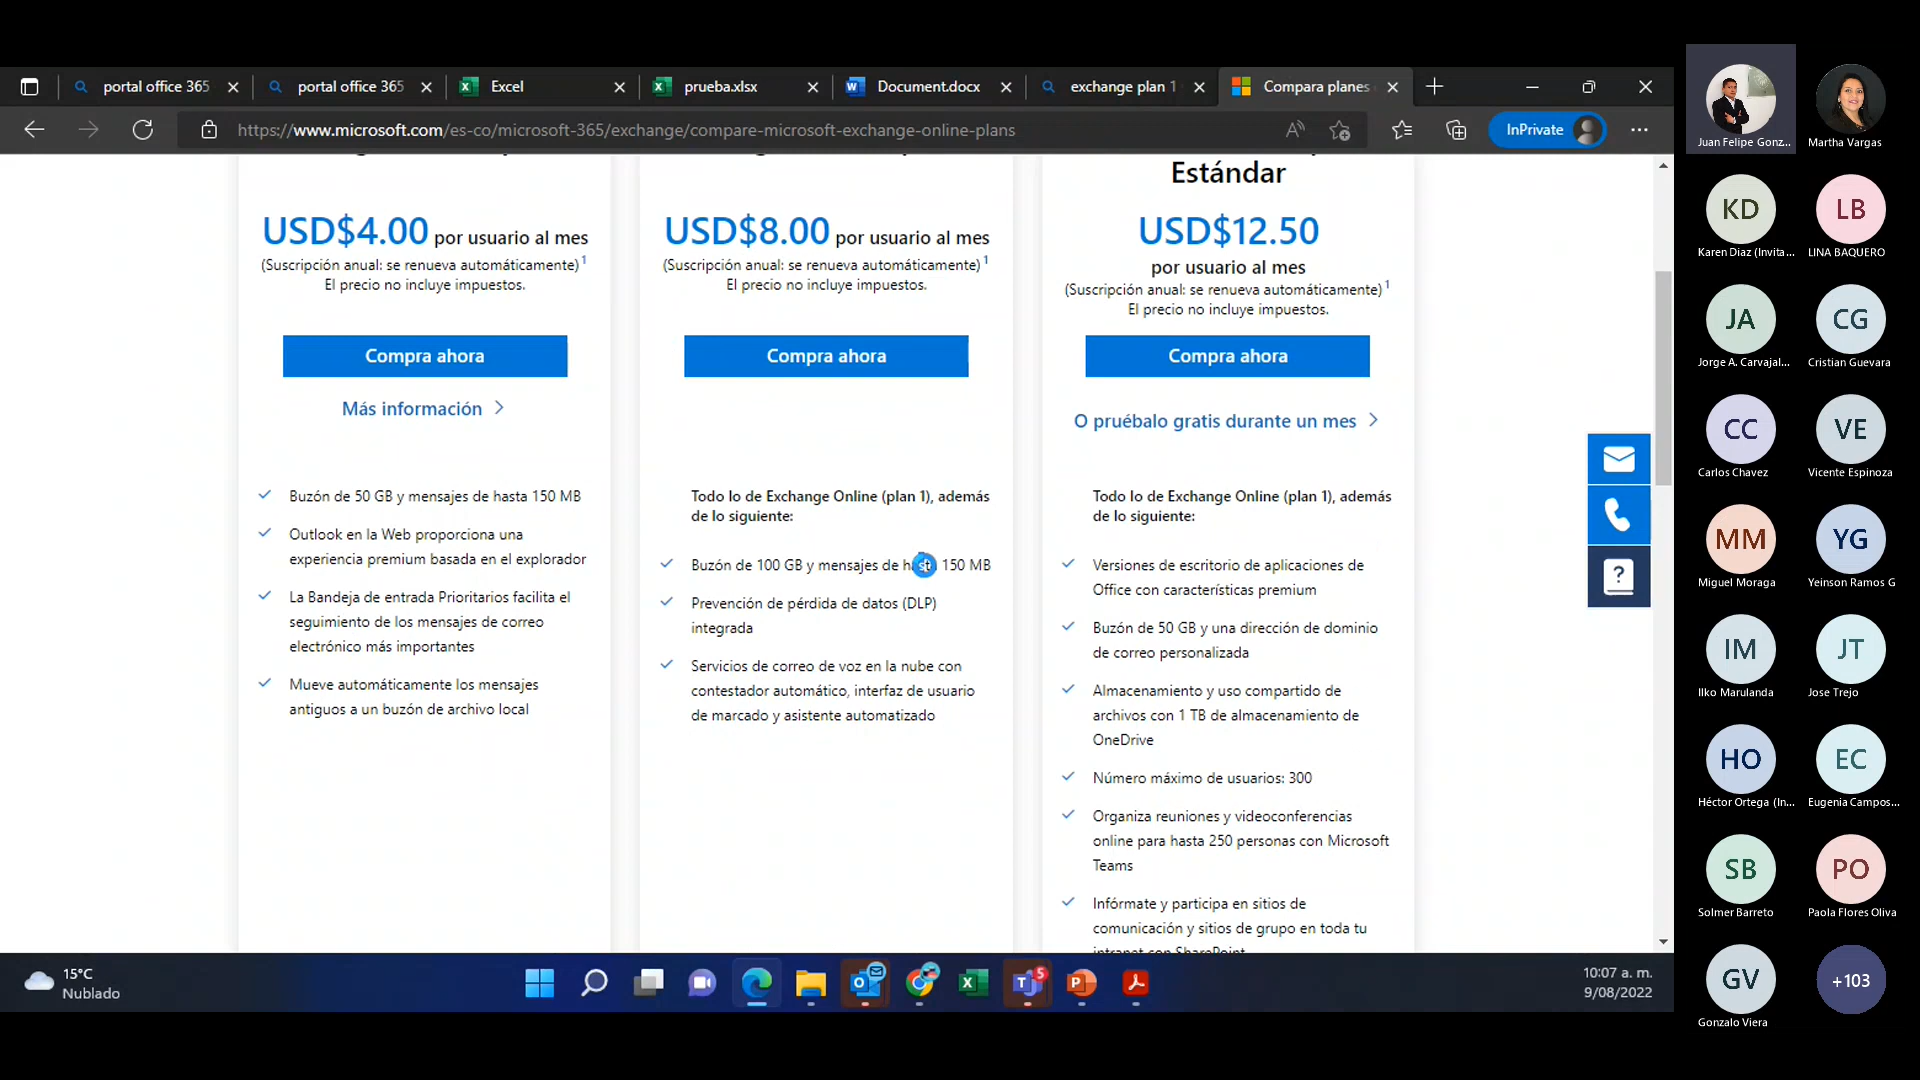 portal office 365
portal office 365
Excel
prueba.xlsx
Document.docx
exchange plan 1
Compara planes
https://www.microsoft.com/es-co/microsoft-365/exchange/compare-microsoft-exchange-online-plans
InPrivate
USD$4.00 por usuario al mes
(Suscripción anual: se renueva automáticamente) 1
El precio no incluye impuestos.
Compra ahora
Más información
Buzón de 50 GB y mensajes de hasta 150 MB
Outlook en la Web proporciona una
experiencia premium basada en el explorador
La Bandeja de entrada Prioritarios facilita el
seguimiento de los mensajes de correo
electrónico más importantes
Mueve automáticamente los mensajes
antiguos a un buzón de archivo local
USD$8.00 por usuario al mes
(Suscripción anual: se renueva automáticamente) 1
El precio no incluye impuestos.
Compra ahora
Todo lo de Exchange Online (plan 1), además
de lo siguiente:
Buzón de 100 GB y mensajes de hasta 150 MB
Prevención de pérdida de datos (DLP)
integrada
Servicios de correo de voz en la nube con
contestador automático, interfaz de usuario
de marcado y asistente automatizado
Estándar
USD$12.50
por usuario al mes
(Suscripción anual: se renueva automáticamente) 1
El precio no incluye impuestos.
Compra ahora
O pruébalo gratis durante un mes
Todo lo de Exchange Online (plan 1), además
de lo siguiente:
Versiones de escritorio de aplicaciones de
Office con características premium
Buzón de 50 GB y una dirección de dominio
de correo personalizada
Almacenamiento y uso compartido de
archivos con 1 TB de almacenamiento de
OneDrive
Número máximo de usuarios: 300
Organiza reuniones y videoconferencias
online para hasta 250 personas con Microsoft
Teams
Infórmate y participa en sitios de
comunicación y sitios de grupo en toda tu
intranet con SharePoint
15°C
Nublado
5
10:07 a. m.
9/08/2022
Juan Felipe Gonz...
Martha Vargas
KD
LB
Karen Diaz (Invita...
LINA BAQUERO
JA
CG
Jorge A. Carvajal...
Cristian Guevara
CC
VE
Carlos Chavez
Vicente Espinoza
MM
YG
Miguel Moraga
Yeinson Ramos G
IM
JT
Ilko Marulanda
Jose Trejo
HO
EC
Héctor Ortega (In...
Eugenia Campos...
SB
PO
Solmer Barreto
Paola Flores Oliva
GV
+103
Gonzalo Viera